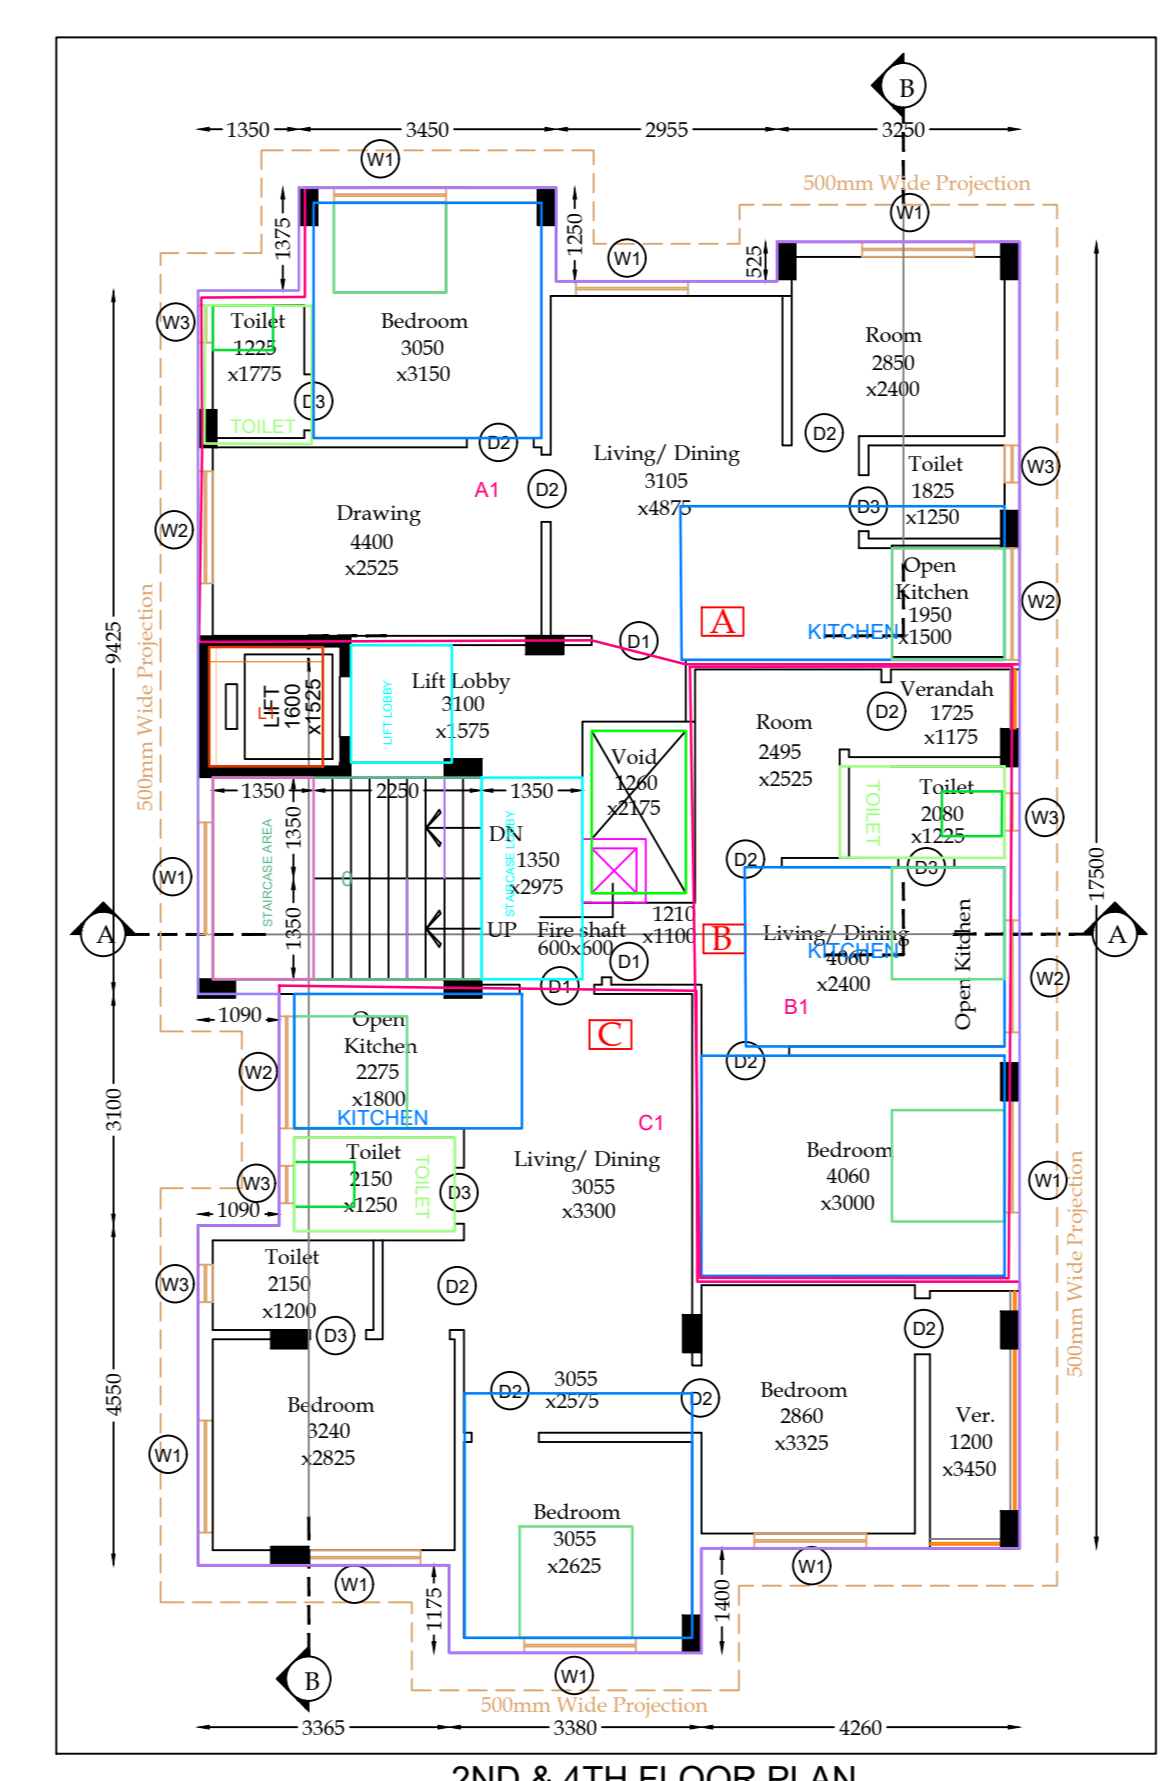 B
1350
3450
2955
3250
W1
500mm Wide Projection
W1
1375
1250
W1
525
W3
Toilet
1225
x1775
Bedroom
3050
x3150
Room
2850
x2400
D3
TOILET
D2
D2
Living/ Dining
3105
x4875
D2
Toilet
1825
x1250
W3
A1
D3
W2
Drawing
4400
x2525
Open
Kitchen
1950
x1500
W2
A
KITCHEN
D1
9425
500mm Wide Projection
LIFT
1600
x1525
L1
LIFT LOBBY
Lift Lobby
3100
x1575
Verandah
1725
x1175
D2
Room
2495
x2525
Void
1260
x2175
1350
2250
1350
Toilet
2080
x1225
TOILET
W3
1350
DN
1350
x2975
STAIRCASE AREA
STAIRCASE LOBBY
D2
D3
W1
17500
1350
UP
Fire shaft
600x600
1210
x1100
B
Living/ Dining
4060
x2400
KITCHEN
Open Kitchen
A
A
D1
D1
W2
1090
Open
Kitchen
2275
x1800
KITCHEN
C
B1
D2
W2
3100
C1
Toilet
2150
x1250
TOILET
D3
W3
Living/ Dining
3055
x3300
Bedroom
4060
x3000
W1
1090
Toilet
2150
x1200
W3
D2
D3
D2
500mm Wide Projection
4550
Bedroom
3240
x2825
D2
3055
x2575
D2
Bedroom
2860
x3325
Ver.
1200
x3450
W1
Bedroom
3055
x2625
W1
W1
1175
1400
B
W1
500mm Wide Projection
3365
3380
4260
2ND & 4TH FLOOR PLAN